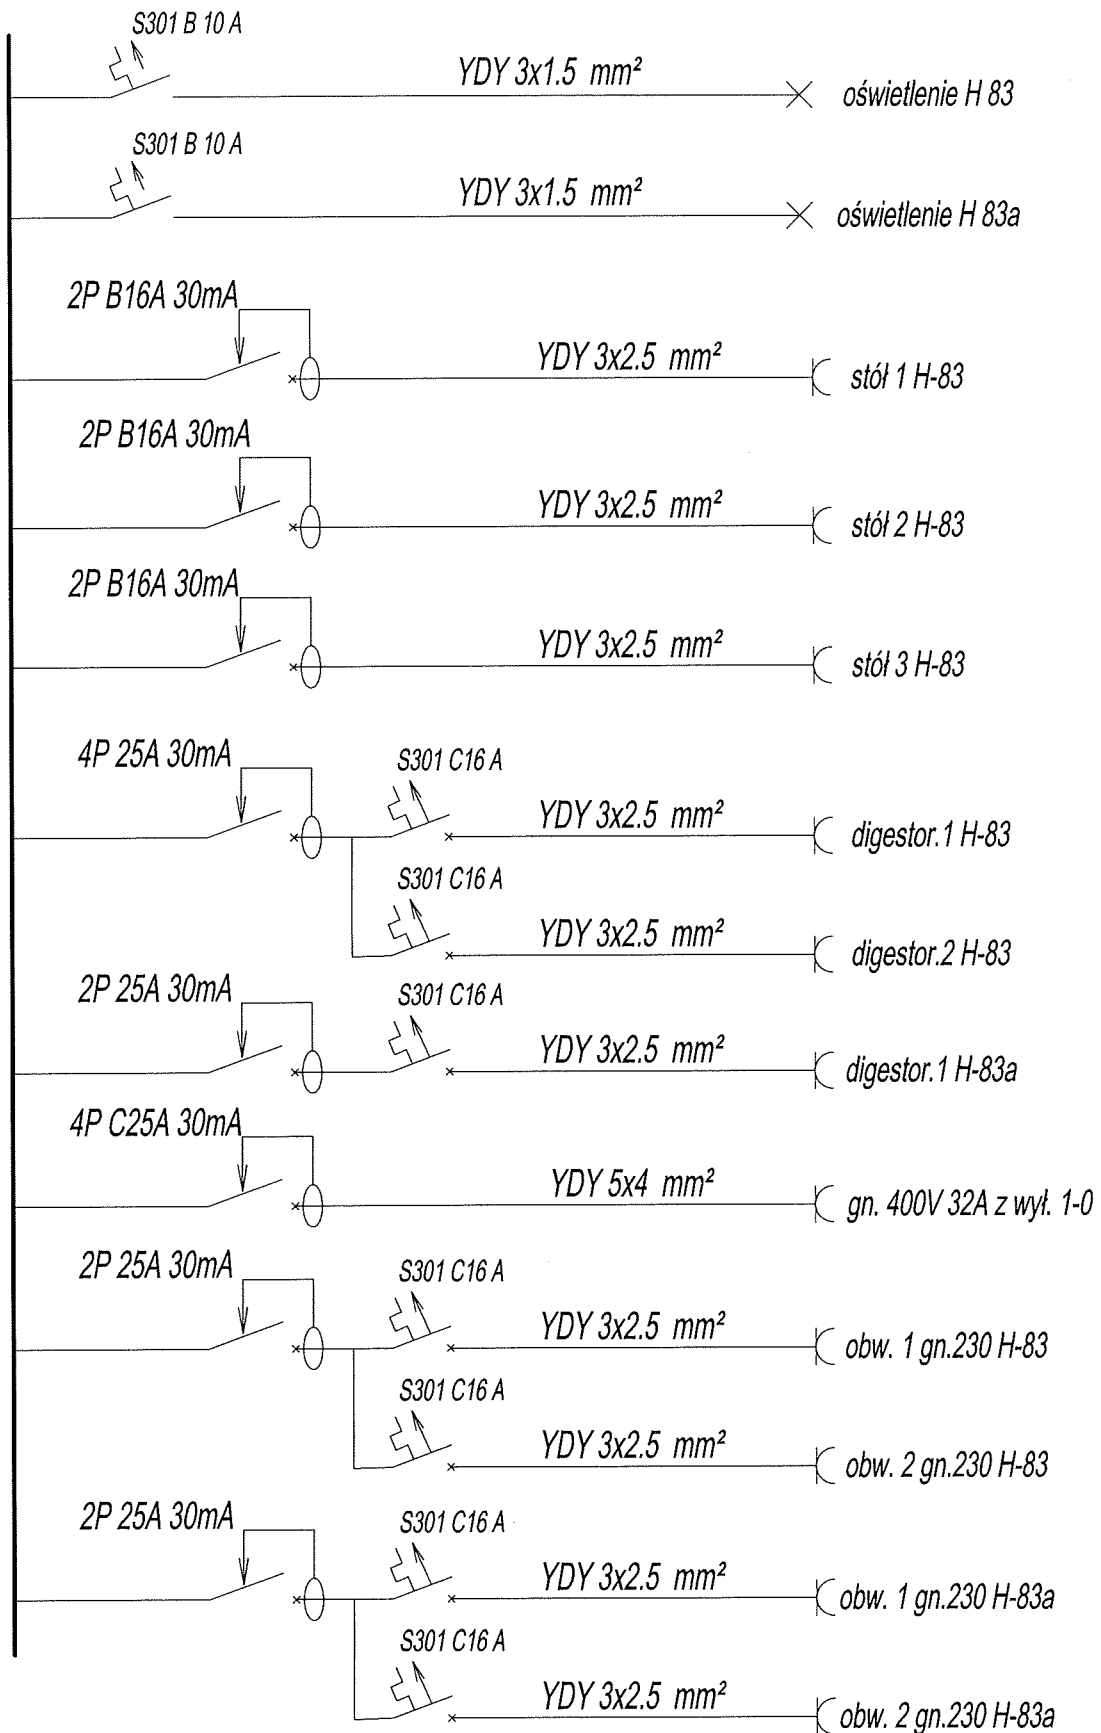 S301 B 10 A
YDY 3x1.5 mm²
oświetlenie H 83
S301 B 10 A
YDY 3x1.5 mm²
oświetlenie H 83a
2P B16A 30mA
YDY 3x2.5 mm²
stół 1 H-83
2P B16A 30mA
YDY 3x2.5 mm²
stół 2 H-83
2P B16A 30mA
YDY 3x2.5 mm²
stół 3 H-83
4P 25A 30mA
S301 C16 A
YDY 3x2.5 mm²
digestor.1 H-83
S301 C16 A
YDY 3x2.5 mm²
digestor.2 H-83
2P 25A 30mA
S301 C16 A
YDY 3x2.5 mm²
digestor.1 H-83a
4P C25A 30mA
YDY 5x4 mm²
gn. 400V 32A z wył. 1-0
2P 25A 30mA
S301 C16 A
YDY 3x2.5 mm²
obw. 1 gn.230 H-83
S301 C16 A
YDY 3x2.5 mm²
obw. 2 gn.230 H-83
2P 25A 30mA
S301 C16 A
YDY 3x2.5 mm²
obw. 1 gn.230 H-83a
S301 C16 A
YDY 3x2.5 mm²
obw. 2 gn.230 H-83a